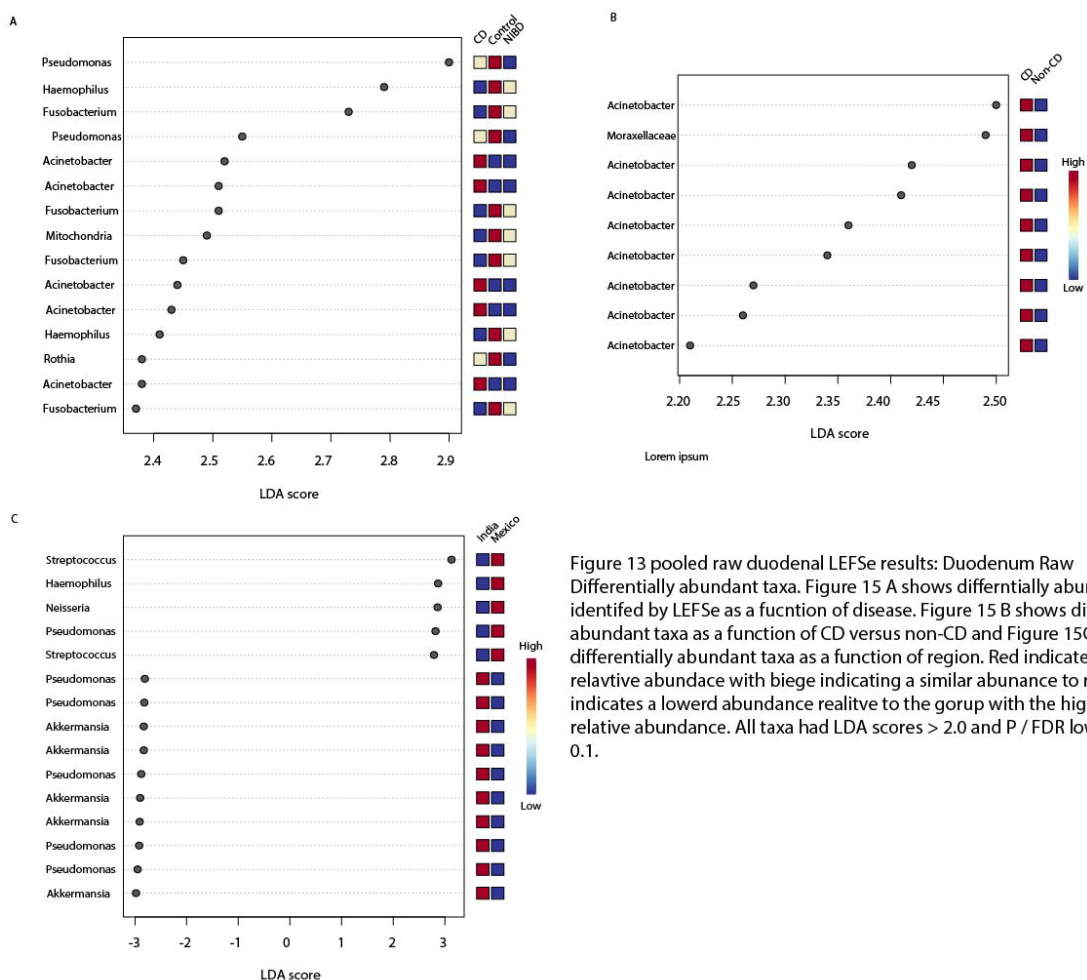 A
CD Control NIBD
Pseudomonas
Haemophilus
Fusobacterium
Pseudomonas
Acinetobacter
Acinetobacter
Fusobacterium
Mitochondria
Fusobacterium
Acinetobacter
Acinetobacter
Haemophilus
Rothia
Acinetobacter
Fusobacterium
2.4 2.5 2.6 2.7 2.8 2.9
LDA score
B
CD Non-CD
Acinetobacter
Moraxellaceae
Acinetobacter
Acinetobacter
Acinetobacter
Acinetobacter
Acinetobacter
Acinetobacter
Acinetobacter
High
Low
2.20 2.25 2.30 2.35 2.40 2.45 2.50
LDA score
Lorem ipsum
C
India Mexico
Streptococcus
Haemophilus
Neisseria
Pseudomonas
Streptococcus
Pseudomonas
Pseudomonas
Akkermansia
Akkermansia
Pseudomonas
Akkermansia
Akkermansia
Pseudomonas
Pseudomonas
Akkermansia
High
Low
-3 -2 -1 0 1 2 3
LDA score
Figure 13 pooled raw duodenal LEFSe results: Duodenum Raw
Differentially abundant taxa. Figure 15 A shows differntially
identifed by LEFSe as a fucntion of disease. Figure 15 B shows
abundant taxa as a function of CD versus non-CD and Figure
differentially abundant taxa as a function of region. Red
relavtive abundace with biege indicating a similar abunance to
indicates a lowerd abundance realitve to the gorup with the
relative abundance. All taxa had LDA scores > 2.0 and P / FDR
0.1.